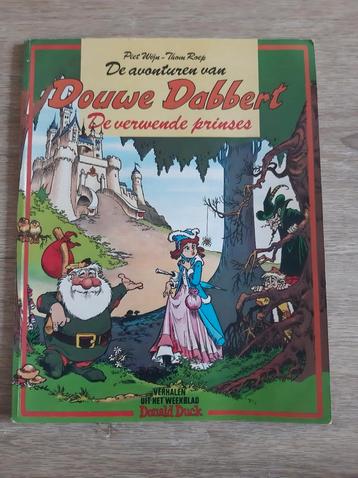 Piet Wijn - Thom Roep
De avonturen van
Douwe Dabbert
De verwende prinses
VERHALEN
UIT HET WEEKBLAD
Donald Duck